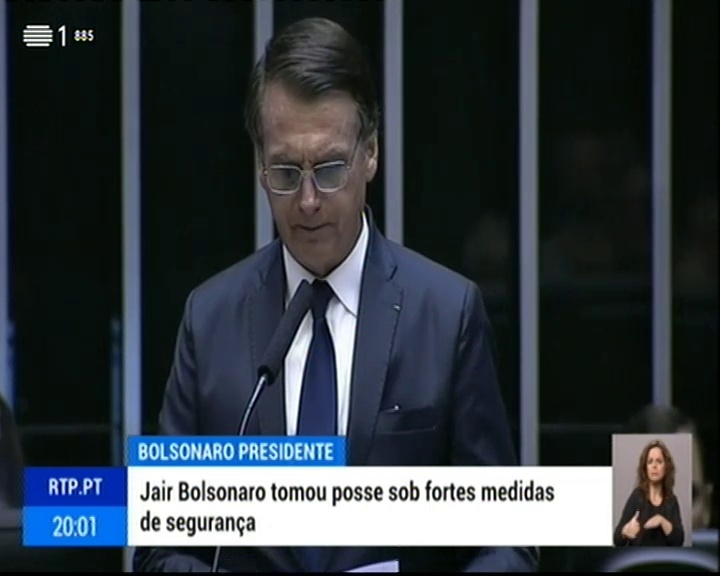 1 885
BOLSONARO PRESIDENTE
RTP.PT
Jair Bolsonaro tomou posse sob fortes medidas
de segurança
20:01